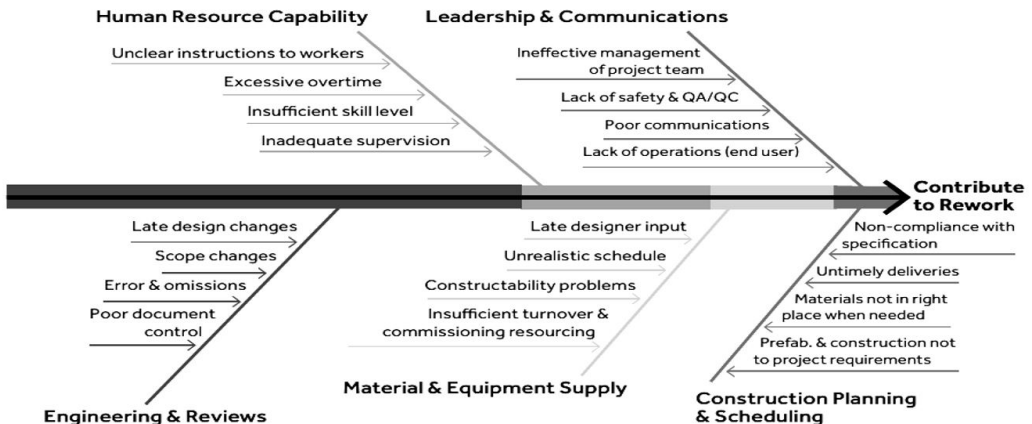 Human Resource Capability
Unclear instructions to workers
Excessive overtime
Insufficient skill level
Inadequate supervision
Leadership & Communications
Ineffective management
of project team
Lack of safety & QA/QC
Poor communications
Lack of operations (end user)
Contribute
to Rework
Late design changes
Scope changes
Error & omissions
Poor document
control
Engineering & Reviews
Late designer input
Unrealistic schedule
Constructability problems
Insufficient turnover &
commissioning resourcing
Material & Equipment Supply
Non-compliance with
specification
Untimely deliveries
Materials not in right
place when needed
Prefab. & construction not
to project requirements
Construction Planning
& Scheduling